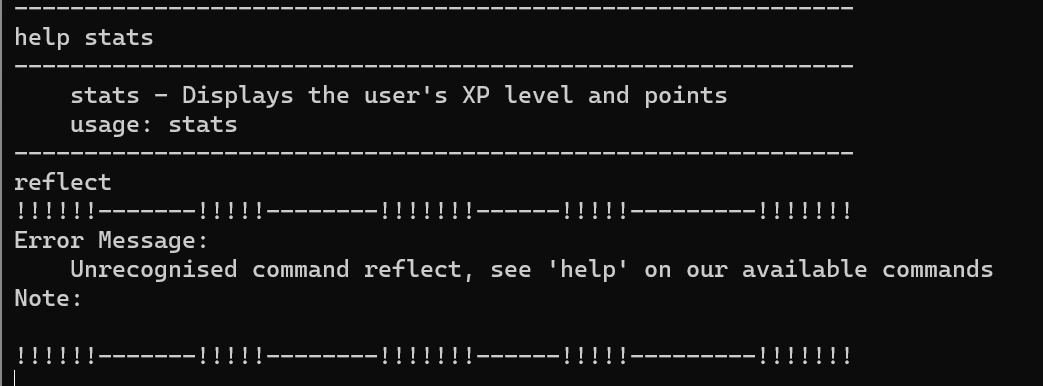 ------------------------------------------------------------
help stats
------------------------------------------------------------
    stats - Displays the user's XP level and points
    usage: stats
------------------------------------------------------------
reflect
!!!!!!-------!!!!!--------!!!!!!!------!!!!!---------!!!!!!!
Error Message:
    Unrecognised command reflect, see 'help' on our available commands
Note:

!!!!!!-------!!!!!--------!!!!!!!------!!!!!---------!!!!!!!